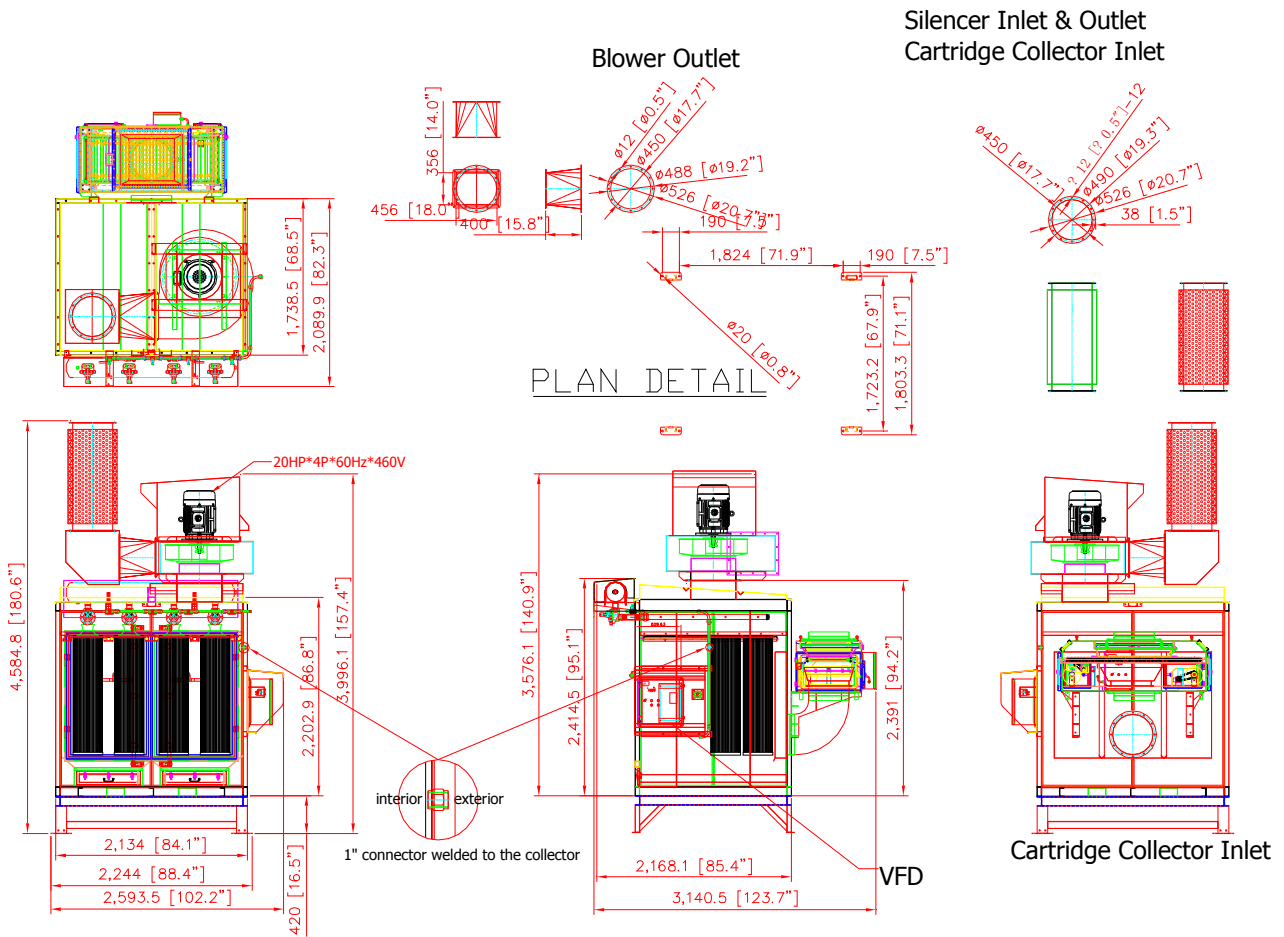 Silencer Inlet & Outlet
Cartridge Collector Inlet
Blower Outlet
356 [14.0”]
456 [18.0
400 [15.8”]
ø12 [ø0.5”]
ø450 [ø17.7”]
ø488 [ø19.2”]
ø526 [ø20.7”]
190 [7.5”]
1,824 [71.9”]
190 [7.5”]
ø20 [ø0.8”]
1,723.2 [67.9”]
1,803.3 [71.1”]
PLAN DETAIL
ø450 [ø17.7”]
? 12 [? 0.5”]-12
ø490 [ø19.3”]
ø526 [ø20.7”]
38 [1.5”]
1,738.5 [68.5”]
2,089.9 [82.3”]
20HP*4P*60Hz*460V
4,584.8 [180.6”]
2,202.9 [86.8”]
3,996.1 [157.4”]
420 [16.5”]
2,134 [84.1”]
2,244 [88.4”]
2,593.5 [102.2”]
interior
exterior
1" connector welded to the collector
3,576.1 [140.9”]
2,414.5 [95.1”]
2,391 [94.2”]
2,168.1 [85.4”]
3,140.5 [123.7”]
VFD
Cartridge Collector Inlet